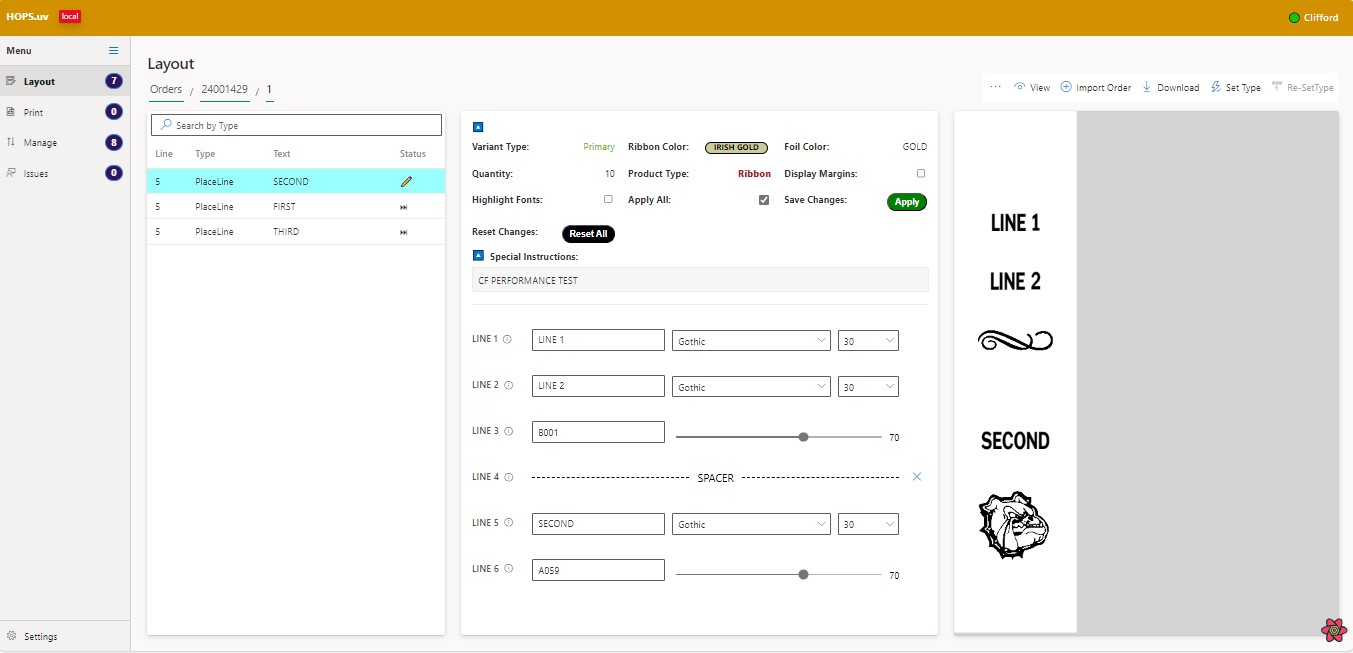 HOPS.uv local Clifford
Menu
Layout 7
Print 0
Manage 8
Issues 0
Settings
Layout
Orders / 24001429 / 1
··· View Import Order Download Set Type Re-SetType
Search by Type
Line Type Text Status
5 PlaceLine SECOND
5 PlaceLine FIRST
5 PlaceLine THIRD
Variant Type: Primary Ribbon Color: IRISH GOLD Foil Color: GOLD
Quantity: 10 Product Type: Ribbon Display Margins:
Highlight Fonts: Apply All: Save Changes: Apply
Reset Changes: Reset All
Special Instructions:
CF PERFORMANCE TEST
LINE 1 LINE 1 Gothic 30
LINE 2 LINE 2 Gothic 30
LINE 3 B001 70
LINE 4 SPACER
LINE 5 SECOND Gothic 30
LINE 6 A059 70
LINE 1
LINE 2
SECOND